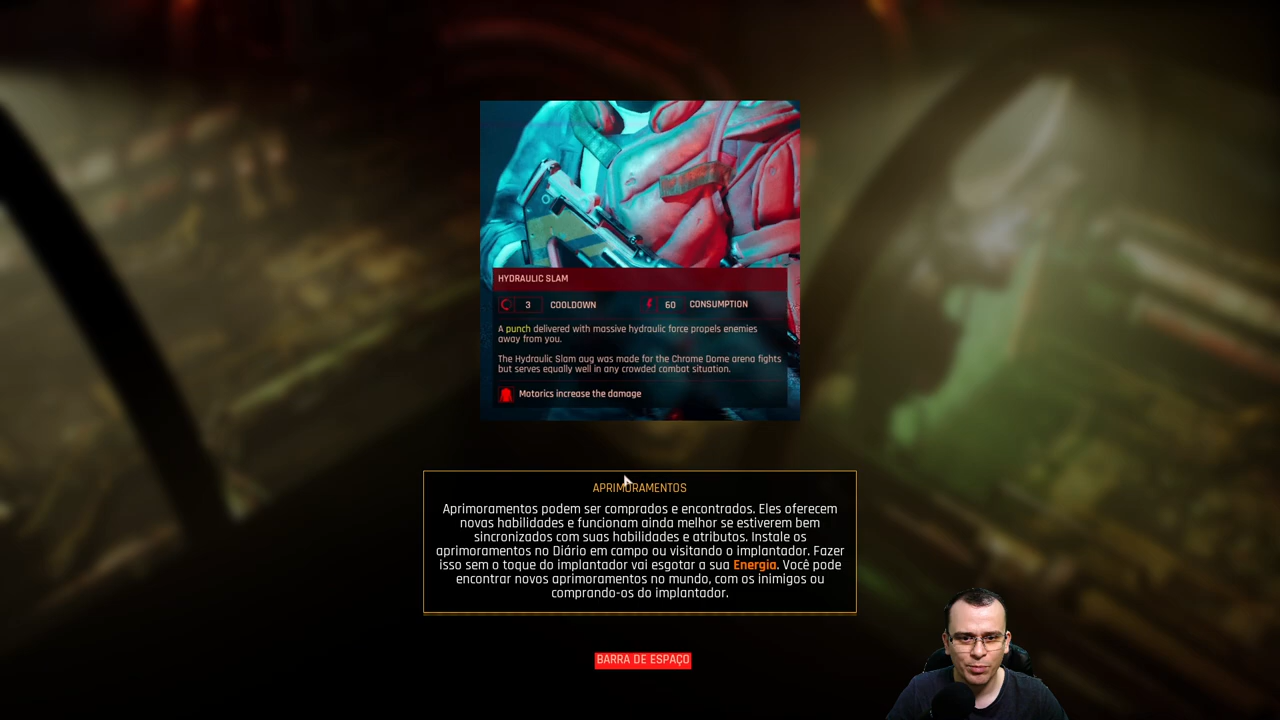 HYDRAULIC SLAM
3 COOLDOWN 60 CONSUMPTION
A punch delivered with massive hydraulic force propels enemies
away from you.
The Hydraulic Slam aug was made for the Chrome Dome arena fights
but serves equally well in any crowded combat situation.
Motorics increase the damage
APRIMORAMENTOS
Aprimoramentos podem ser comprados e encontrados. Eles oferecem
novas habilidades e funcionam ainda melhor se estiverem bem
sincronizados com suas habilidades e atributos. Instale os
aprimoramentos no Diário em campo ou visitando o implantador. Fazer
isso sem o toque do implantador vai esgotar a sua Energia. Você pode
encontrar novos aprimoramentos no mundo, com os inimigos ou
comprando-os do implantador.
BARRA DE ESPAÇO